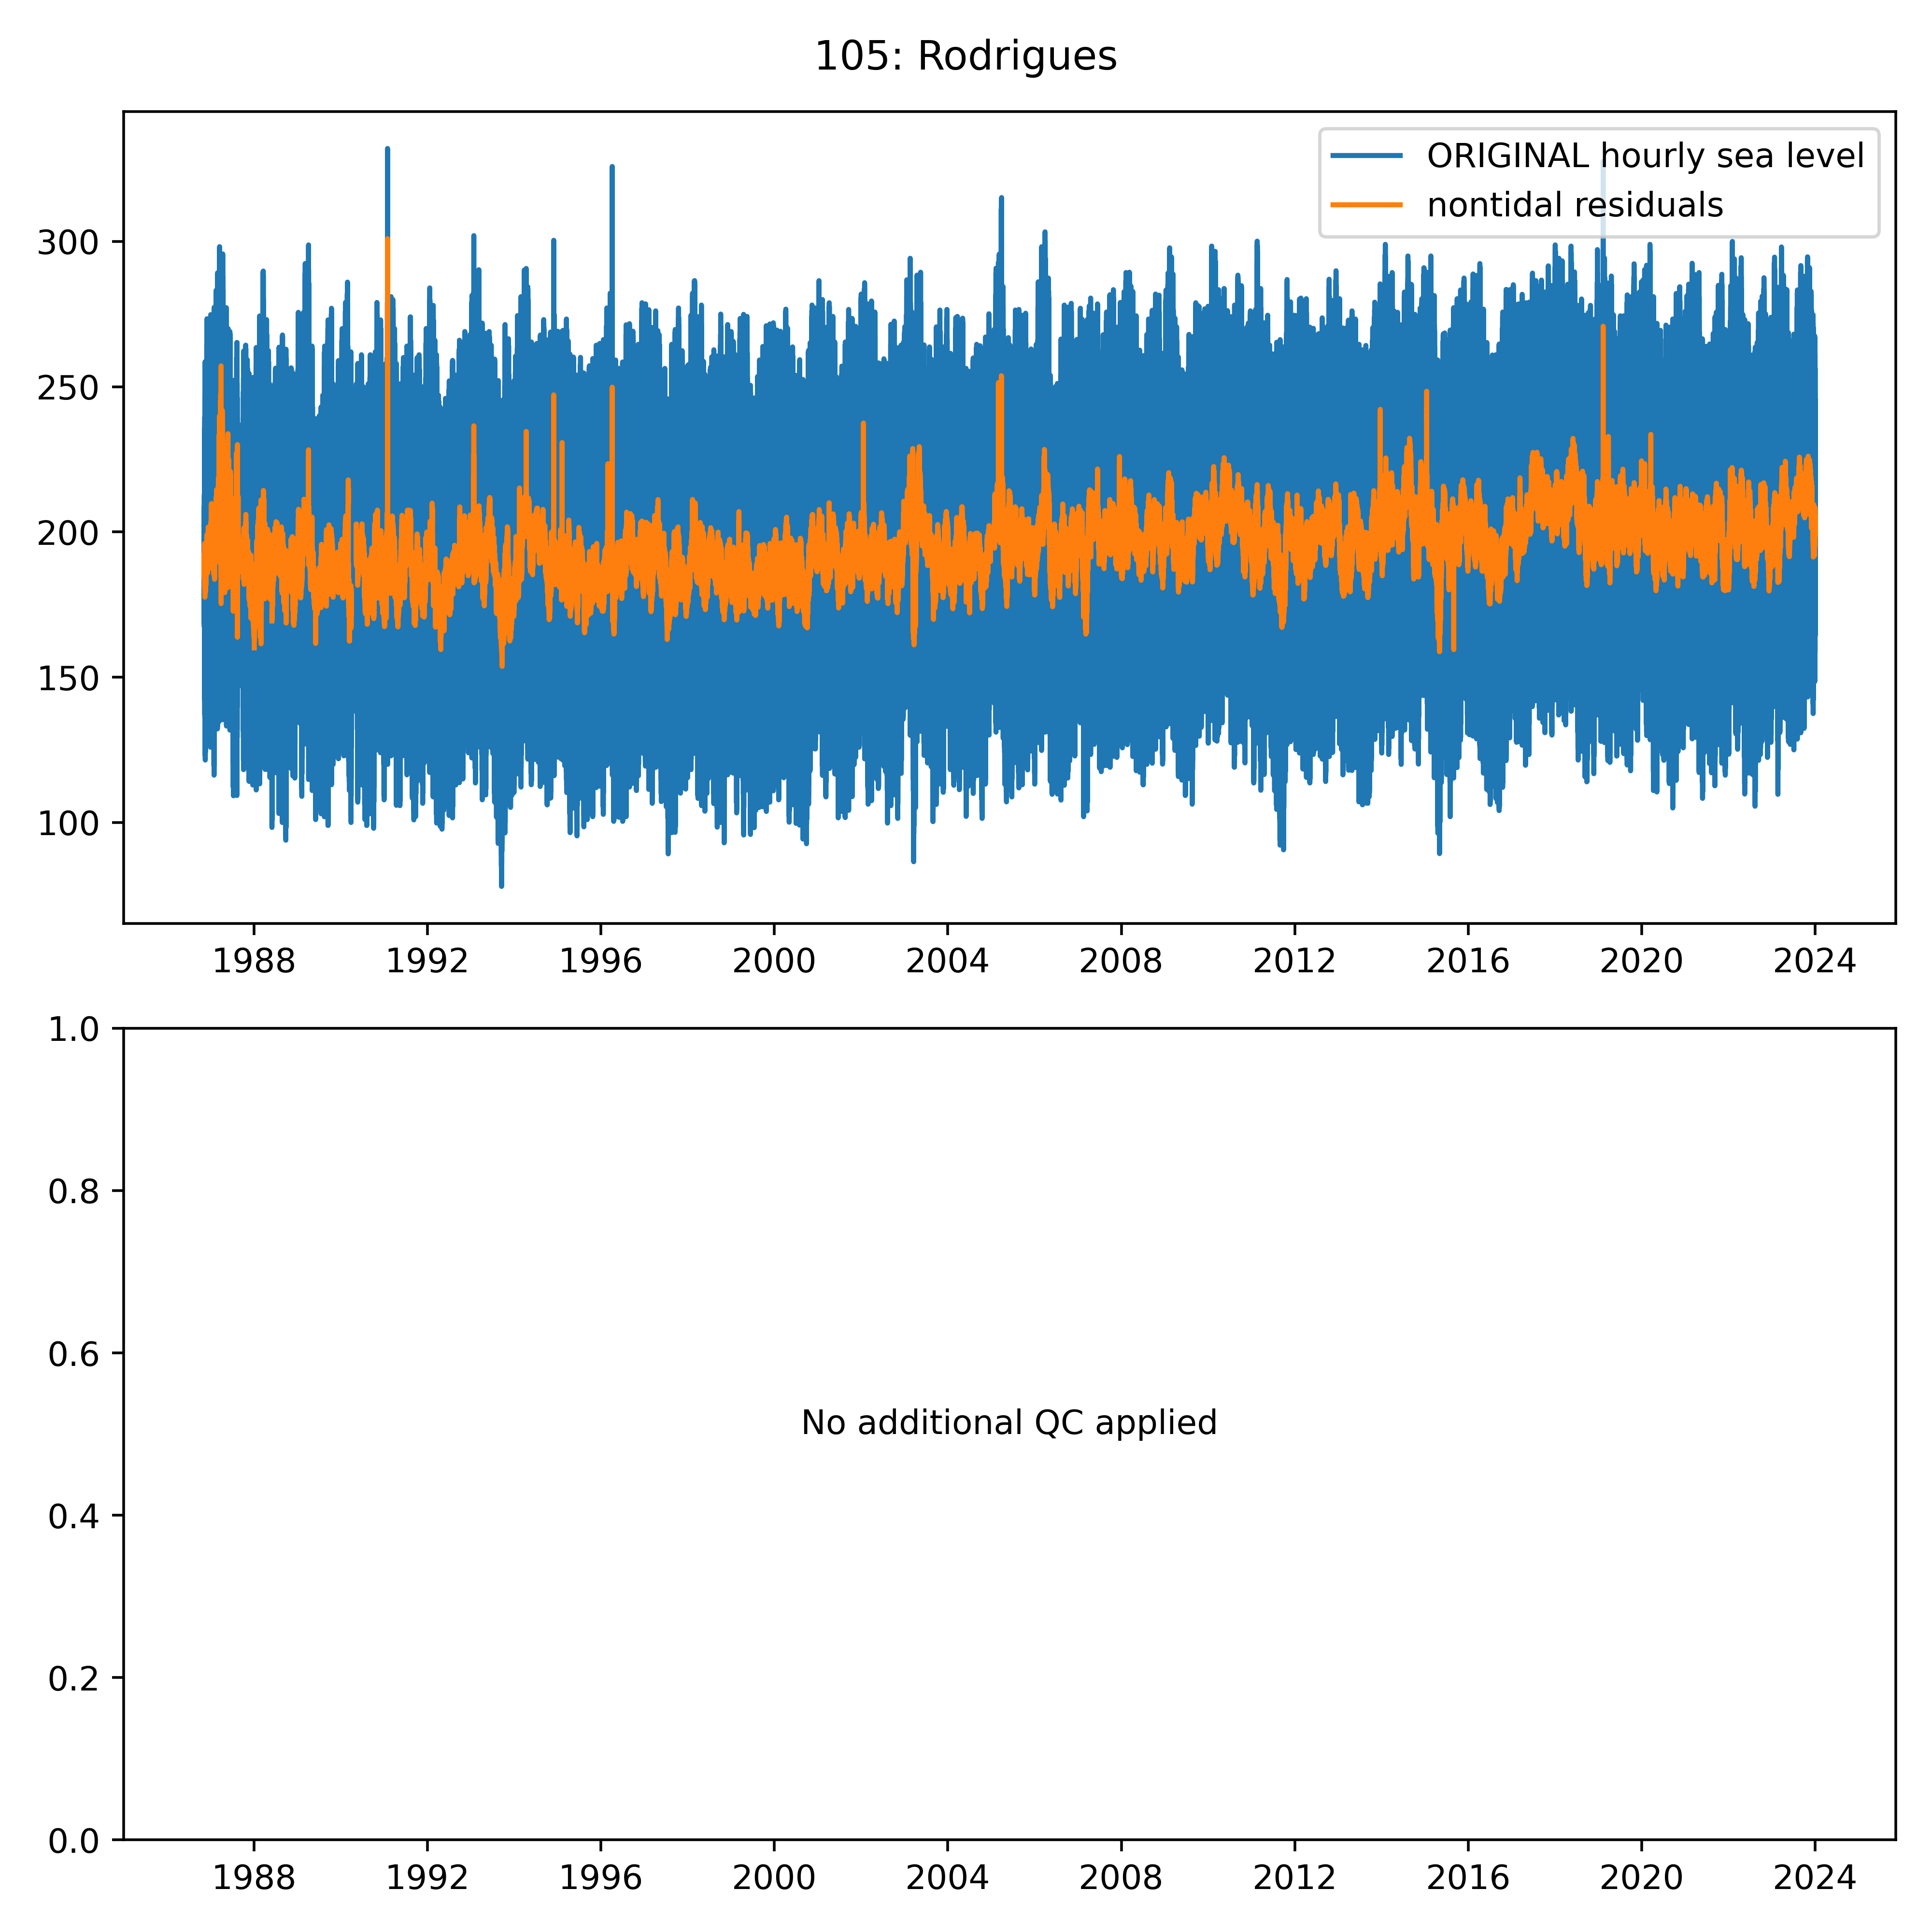 105: Rodrigues
ORIGINAL hourly sea level
nontidal residuals
300
250
200
150
100
1988 1992 1996 2000 2004 2008 2012 2016 2020 2024
1.0
0.8
0.6
No additional QC applied
0.4
0.2
0.0
1988 1992 1996 2000 2004 2008 2012 2016 2020 2024